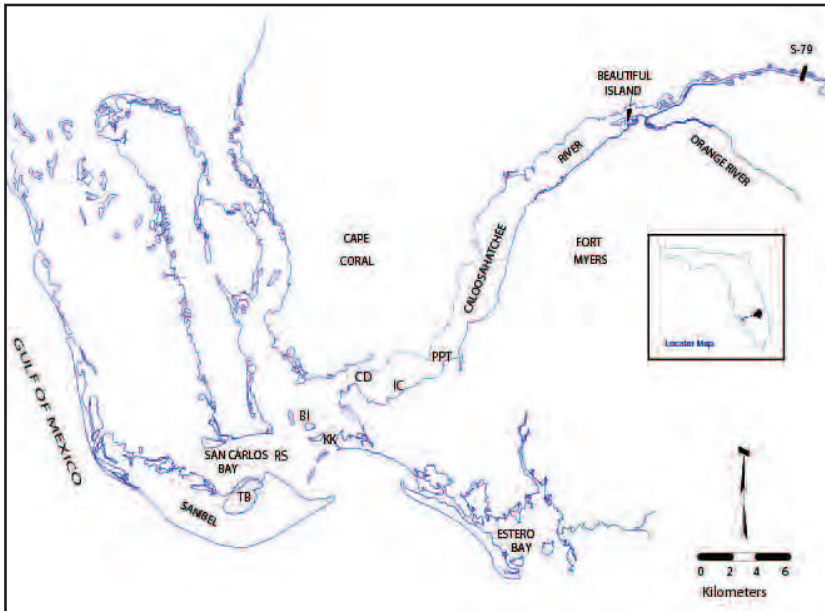 S-79
BEAUTIFUL
ISLAND
RIVER
ORANGE RIVER
CAPE
CORAL
FORT
MYERS
CALOOSAHATCHEE
Locator Map
PPT
CD
IC
GULF OF MEXICO
BI
KK
SAN CARLOS
BAY
RS
TB
SANIBEL
ESTERO
BAY
0 2 4 6
Kilometers